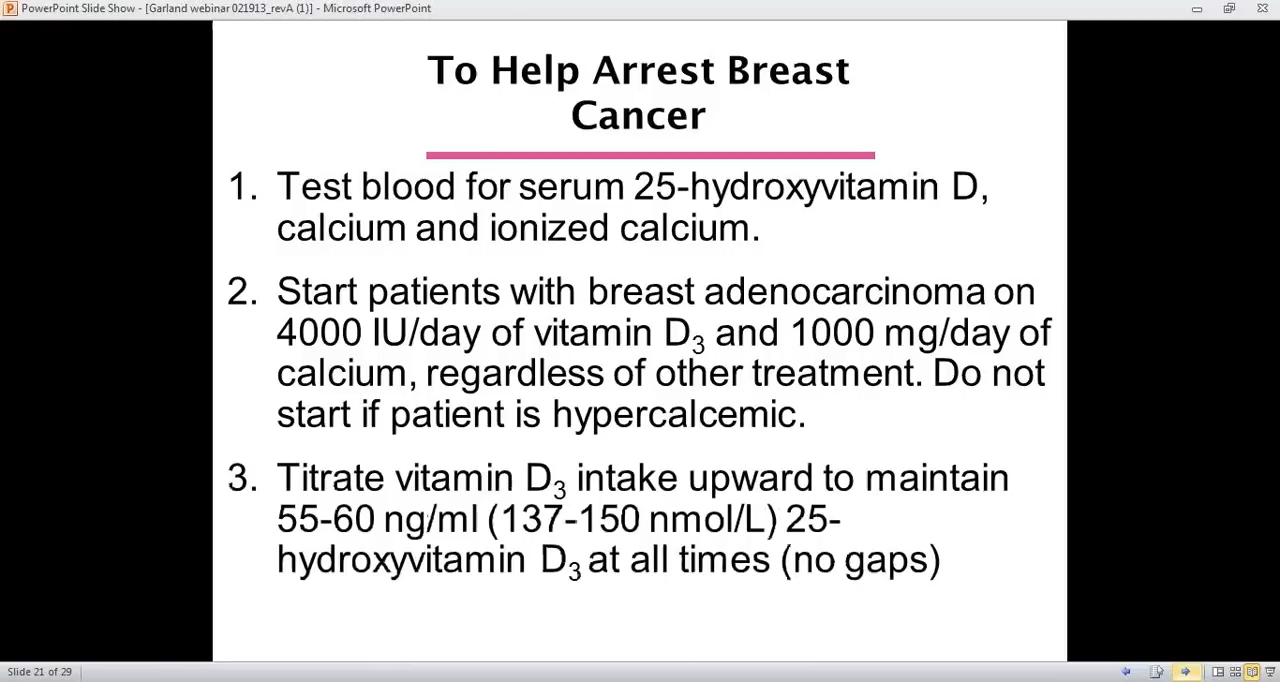 PowerPoint Slide Show - [Garland webinar 021913_revA (1)] - Microsoft PowerPoint
To Help Arrest Breast
Cancer
1. Test blood for serum 25-hydroxyvitamin D,
calcium and ionized calcium.
2. Start patients with breast adenocarcinoma on
4000 IU/day of vitamin D3 and 1000 mg/day of
calcium, regardless of other treatment. Do not
start if patient is hypercalcemic.
3. Titrate vitamin D3 intake upward to maintain
55-60 ng/ml (137-150 nmol/L) 25-
hydroxyvitamin D3 at all times (no gaps)
Slide 21 of 29